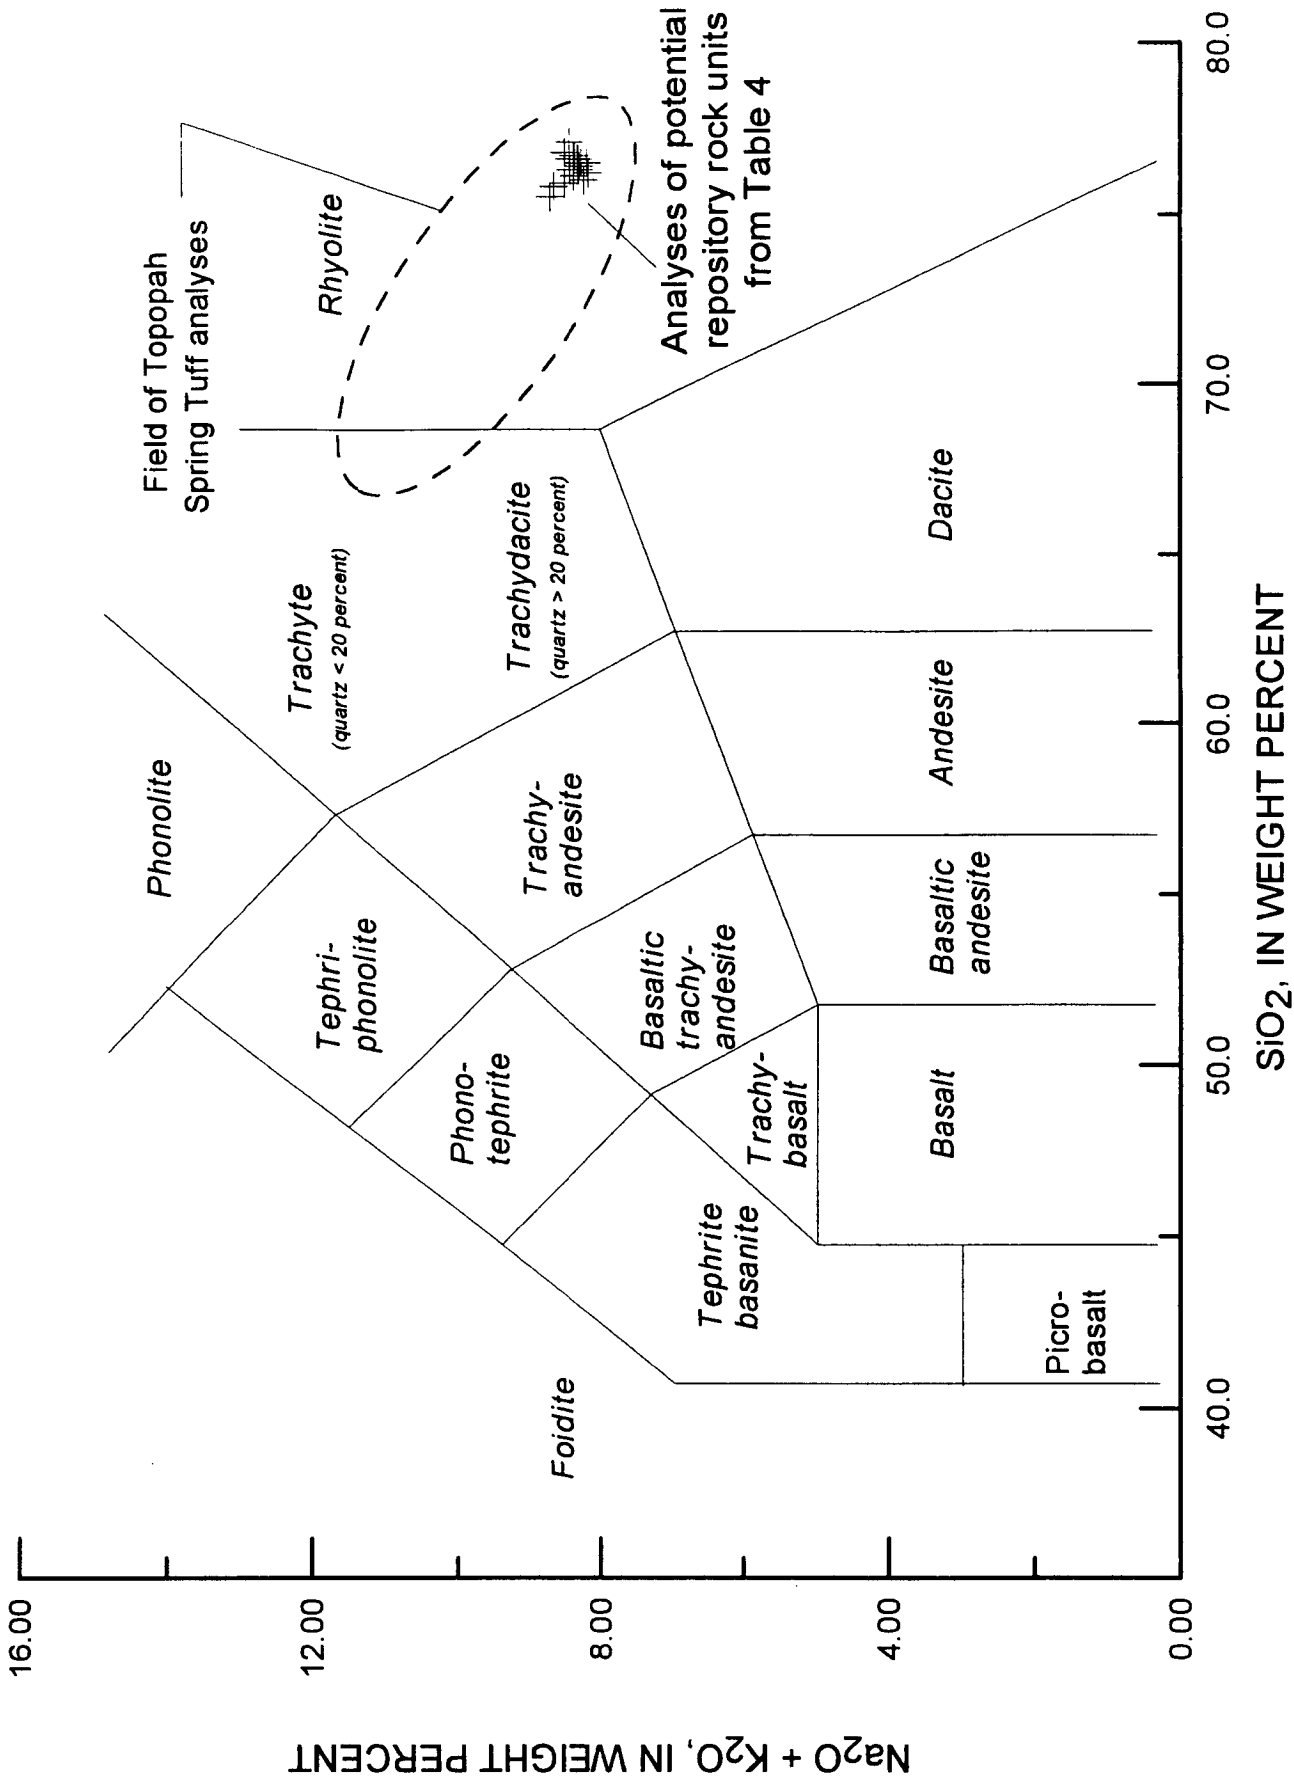 Field of Topopah
Spring Tuff analyses
Rhyolite
Analyses of potential
repository rock units
from Table 4
Phonolite
Trachyte
(quartz < 20 percent)
Trachydacite
(quartz > 20 percent)
Tephri-
phonolite
Trachy-
andesite
Phono-
tephrite
Basaltic
trachy-
andesite
Tephrite
basanite
Trachy-
basalt
Foidite
Picro-
basalt
Basalt
Basaltic
andesite
Andesite
Dacite
16.00
12.00
8.00
4.00
0.00
Na2O + K2O, IN WEIGHT PERCENT
40.0
50.0
60.0
70.0
80.0
SiO2, IN WEIGHT PERCENT